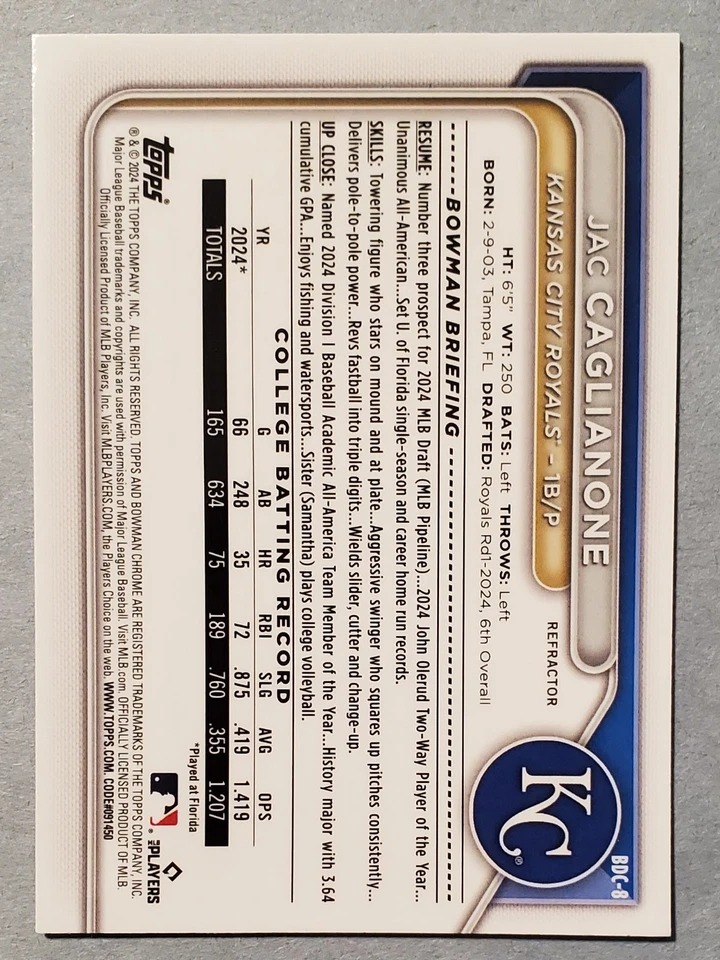 BDC-8
JAC CAGLIANONE
KANSAS CITY ROYALS® – 1B/P
REFRACTOR
KC®
HT: 6'5" WT: 250 BATS: Left THROWS: Left
BORN: 2-9-03, Tampa, FL DRAFTED: Royals Rd1-2024, 6th Overall
BOWMAN BRIEFING
RESUME: Number three prospect for 2024 MLB Draft (MLB Pipeline)...2024 John Olerud Two-Way Player of the Year...
Unanimous All-American...Set U. of Florida single-season and career home run records.
SKILLS: Towering figure who stars on mound and at plate...Aggressive swinger who squares up pitches consistently...
Delivers pole-to-pole power...Revs fastball into triple digits...Wields slider, cutter and change-up.
UP CLOSE: Named 2024 Division I Baseball Academic All-America Team Member of the Year...History major with 3.64
cumulative GPA...Enjoys fishing and watersports...Sister (Samantha) plays college volleyball.
COLLEGE BATTING RECORD
YR G AB HR RBI SLG AVG OPS
2024* 66 248 35 72 .875 .419 1.419
TOTALS 165 634 75 189 .760 .355 1.207
*Played at Florida
topps®
MLB PLAYERS
® & © 2024 THE TOPPS COMPANY, INC. ALL RIGHTS RESERVED. TOPPS AND BOWMAN CHROME ARE REGISTERED TRADEMARKS OF THE TOPPS COMPANY, INC.
Major League Baseball trademarks and copyrights are used with permission of Major League Baseball. Visit MLB.com. OFFICIALLY LICENSED PRODUCT OF MLB
Officially Licensed Product of MLB Players, Inc. Visit MLBPLAYERS.COM, the Players Choice on the web. WWW.TOPPS.COM. CODE#091450